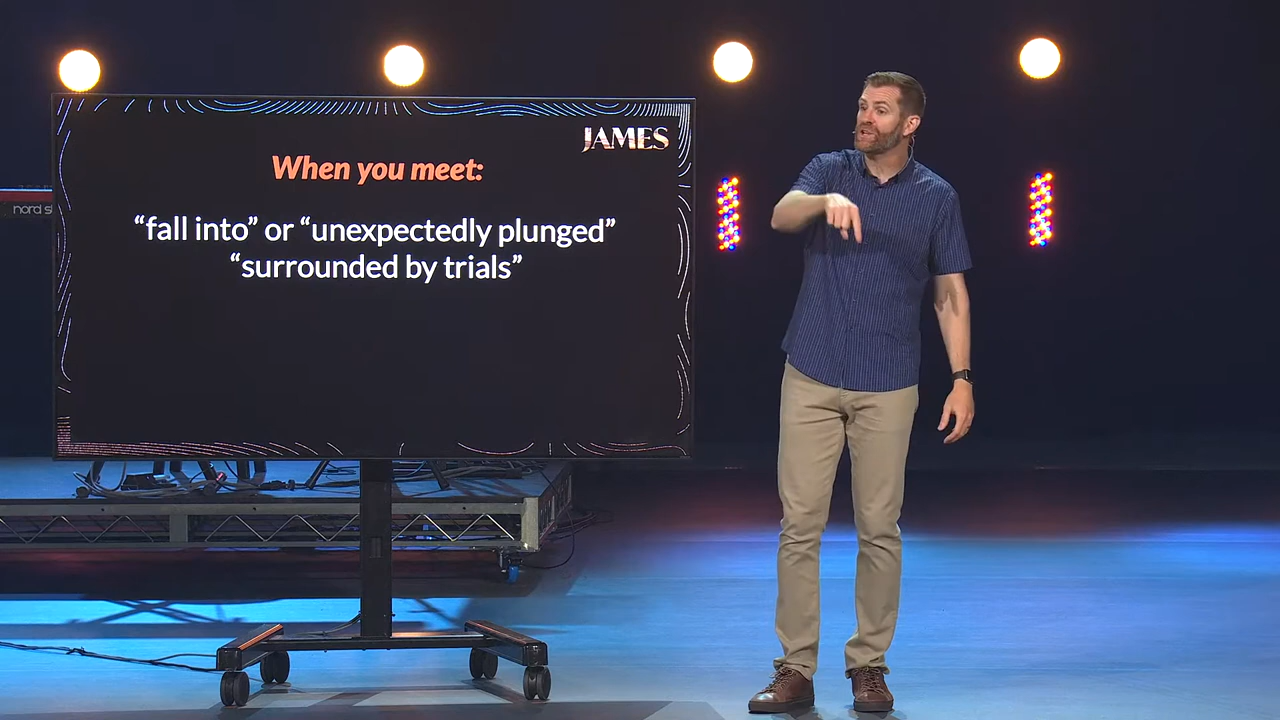 JAMES
When you meet:
“fall into” or “unexpectedly plunged”
“surrounded by trials”
nord